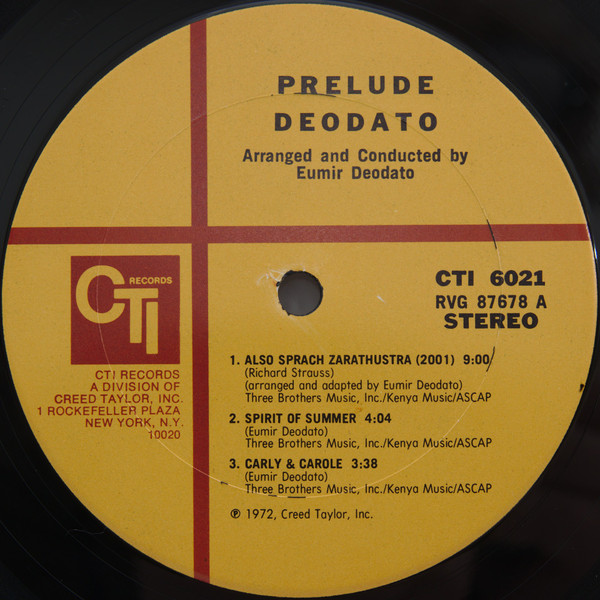 PRELUDE
DEODATO
Arranged and Conducted by
Eumir Deodato
CTI RECORDS
CTI RECORDS
A DIVISION OF
CREED TAYLOR, INC.
1 ROCKEFELLER PLAZA
NEW YORK, N.Y.
10020
CTI 6021
RVG 87678 A
STEREO
1. ALSO SPRACH ZARATHUSTRA (2001) 9:00
(Richard Strauss)
(arranged and adapted by Eumir Deodato)
Three Brothers Music, Inc./Kenya Music/ASCAP
2. SPIRIT OF SUMMER 4:04
(Eumir Deodato)
Three Brothers Music, Inc./Kenya Music/ASCAP
3. CARLY & CAROLE 3:38
(Eumir Deodato)
Three Brothers Music, Inc./Kenya Music/ASCAP
℗ 1972, Creed Taylor, Inc.